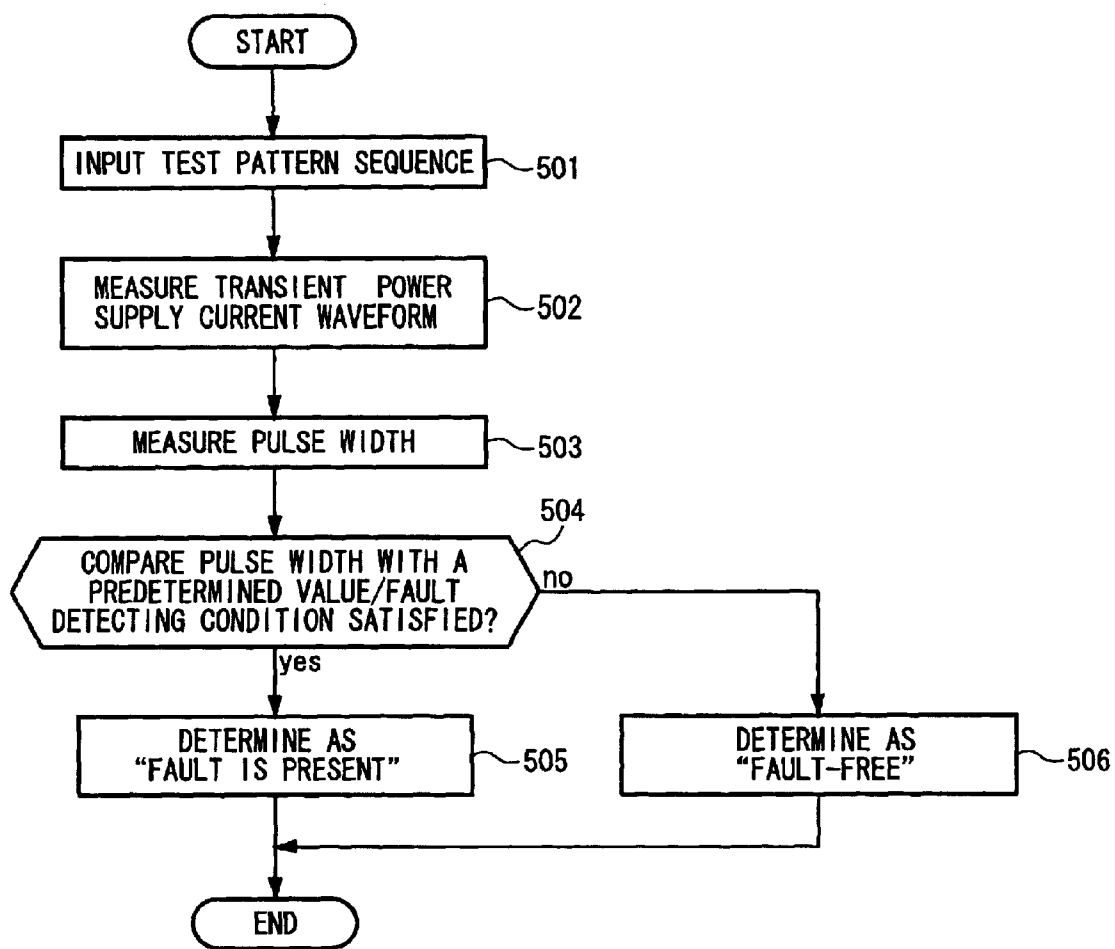 START
INPUT TEST PATTERN SEQUENCE
501
MEASURE TRANSIENT POWER
SUPPLY CURRENT WAVEFORM
502
MEASURE PULSE WIDTH
503
504
COMPARE PULSE WIDTH WITH A
PREDETERMINED VALUE/FAULT
DETECTING CONDITION SATISFIED?
no
yes
DETERMINE AS
“FAULT IS PRESENT”
505
DETERMINE AS
“FAULT-FREE”
506
END